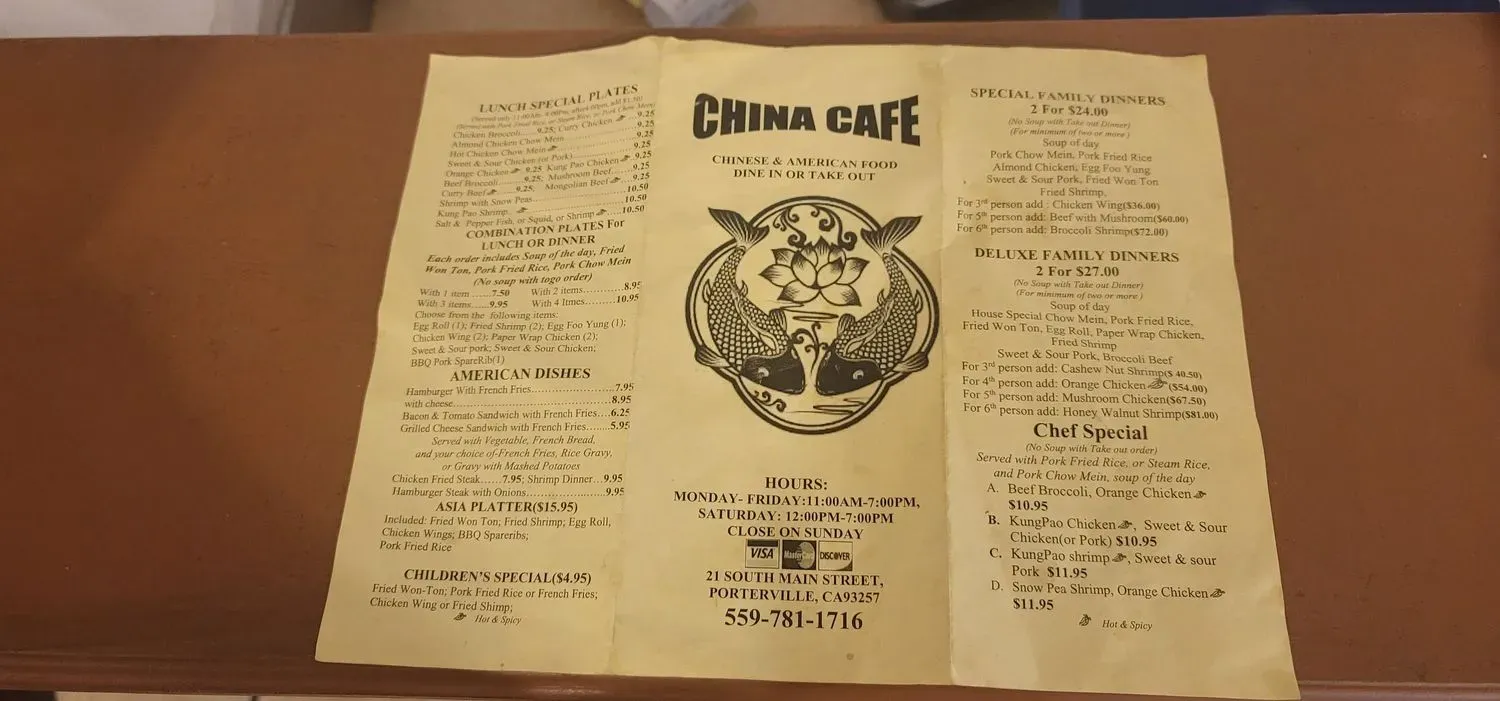 LUNCH SPECIAL PLATES
(Served only 11:00Am- 4:00Pm, after4:00pm, add $1.50)
(Served with Pork Fried Rice, or Steam Rice, or Pork Chow Mein)
Chicken Broccoli.....9.25; Curry Chicken ...9.25
Almond Chicken Chow Mein..................9.25
Hot Chicken Chow Mein......................9.25
Sweet & Sour Chicken(or Pork)..............9.25
Orange Chicken 9.25 Kung Pao Chicken .9.25
Beef Broccoli..........9.25; Mushroom Beef......9.25
Curry Beef .....9.25; Mongolian Beef ...9.25
Shrimp with Snow Peas........................10.50
Kung Pao Shrimp. .......................10.50
Salt & Pepper Fish, or Squid, or Shrimp ....10.50
COMBINATION PLATES For
LUNCH OR DINNER
Each order includes Soup of the day, Fried
Won Ton, Pork Fried Rice, Pork Chow Mein
(No soup with togo order)
With 1 item .......7.50 With 2 items...........8.95
With 3 items......9.95 With 4 Itmes..........10.95
Choose from the following items:
Egg Roll (1); Fried Shrimp (2); Egg Foo Yung (1);
Chicken Wing (2); Paper Wrap Chicken (2);
Sweet & Sour pork; Sweet & Sour Chicken;
BBQ Pork SpareRib(1)
AMERICAN DISHES
Hamburger With French Fries.....................7.95
with cheese.......................................8.95
Bacon & Tomato Sandwich with French Fries....6.25
Grilled Cheese Sandwich with French Fries.......5.95
Served with Vegetable, French Bread,
and your choice of-French Fries, Rice Gravy,
or Gravy with Mashed Potatoes
Chicken Fried Steak......7.95; Shrimp Dinner...9.95
Hamburger Steak with Onions.....................9.95
ASIA PLATTER($15.95)
Included: Fried Won Ton; Fried Shrimp; Egg Roll,
Chicken Wings; BBQ Spareribs;
Pork Fried Rice
CHILDREN'S SPECIAL($4.95)
Fried Won-Ton; Pork Fried Rice or French Fries;
Chicken Wing or Fried Shimp;
Hot & Spicy
CHINA CAFE
CHINESE & AMERICAN FOOD
DINE IN OR TAKE OUT
HOURS:
MONDAY- FRIDAY:11:00AM-7:00PM,
SATURDAY: 12:00PM-7:00PM
CLOSE ON SUNDAY
VISA MasterCard DISCOVER
21 SOUTH MAIN STREET,
PORTERVILLE, CA93257
559-781-1716
SPECIAL FAMILY DINNERS
2 For $24.00
(No Soup with Take out Dinner)
(For minimum of two or more )
Soup of day
Pork Chow Mein, Pork Fried Rice
Almond Chicken, Egg Foo Yung
Sweet & Sour Pork, Fried Won Ton
Fried Shrimp,
For 3rd person add : Chicken Wing($36.00)
For 5th person add: Beef with Mushroom($60.00)
For 6th person add: Broccoli Shrimp($72.00)
DELUXE FAMILY DINNERS
2 For $27.00
(No Soup with Take out Dinner)
(For minimum of two or more )
Soup of day
House Special Chow Mein, Pork Fried Rice,
Fried Won Ton, Egg Roll, Paper Wrap Chicken,
Fried Shrimp
Sweet & Sour Pork, Broccoli Beef
For 3rd person add: Cashew Nut Shrimp($ 40.50)
For 4th person add: Orange Chicken ($54.00)
For 5th person add: Mushroom Chicken($67.50)
For 6th person add: Honey Walnut Shrimp($81.00)
Chef Special
(No Soup with Take out order)
Served with Pork Fried Rice, or Steam Rice,
and Pork Chow Mein, soup of the day
A. Beef Broccoli, Orange Chicken
$10.95
B. KungPao Chicken , Sweet & Sour
Chicken(or Pork) $10.95
C. KungPao shrimp , Sweet & sour
Pork $11.95
D. Snow Pea Shrimp, Orange Chicken
$11.95
Hot & Spicy